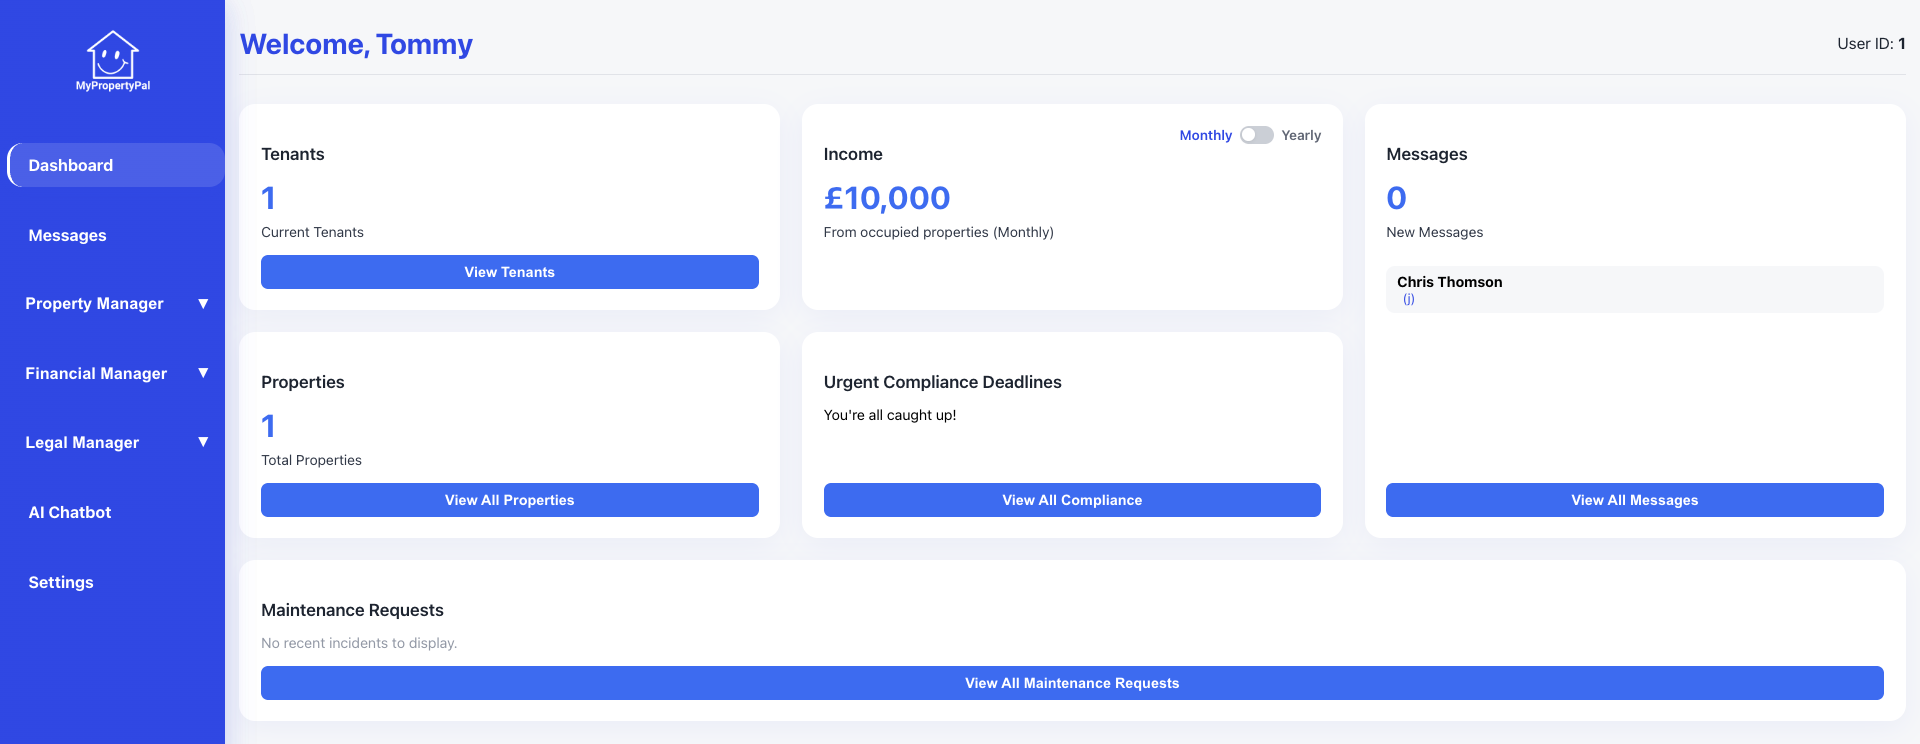 MyPropertyPal
Dashboard
Messages
Property Manager ▼
Financial Manager ▼
Legal Manager ▼
AI Chatbot
Settings
Welcome, Tommy
User ID: 1
Tenants
1
Current Tenants
View Tenants
Monthly Yearly
Income
£10,000
From occupied properties (Monthly)
Messages
0
New Messages
Chris Thomson
(j)
View All Messages
Properties
1
Total Properties
View All Properties
Urgent Compliance Deadlines
You're all caught up!
View All Compliance
Maintenance Requests
No recent incidents to display.
View All Maintenance Requests